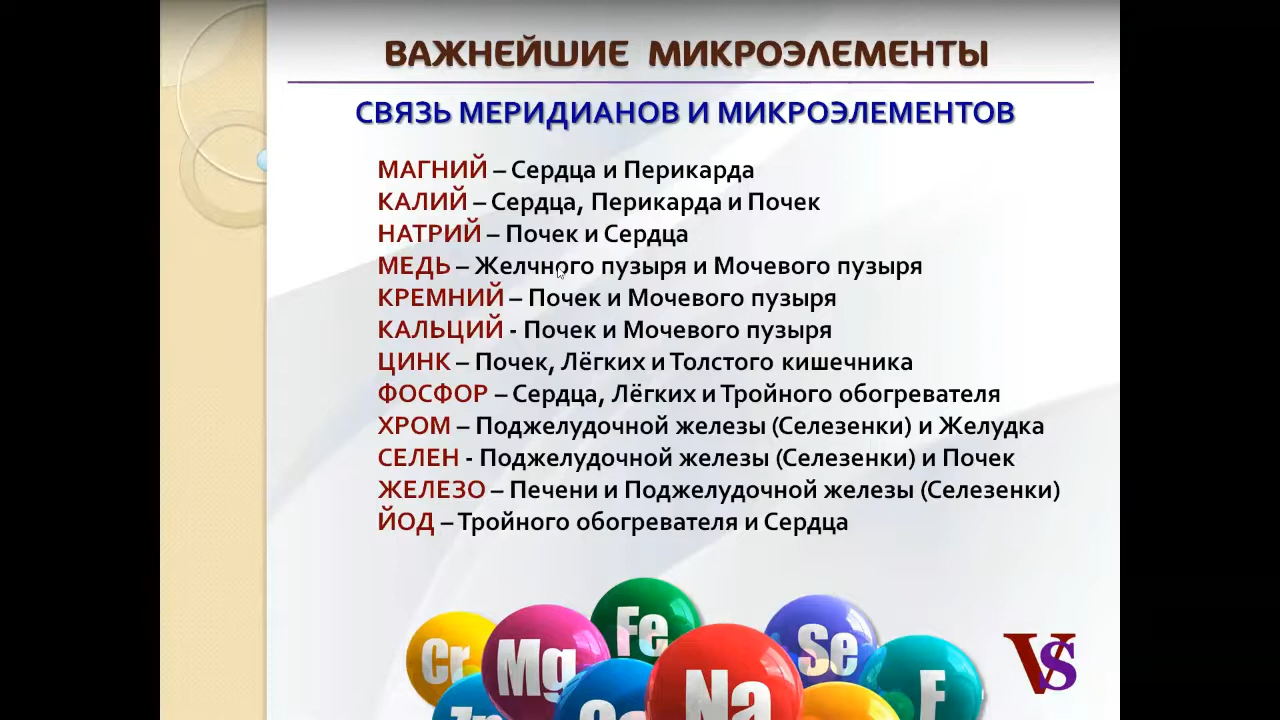 ВАЖНЕЙШИЕ МИКРОЭЛЕМЕНТЫ
СВЯЗЬ МЕРИДИАНОВ И МИКРОЭЛЕМЕНТОВ
МАГНИЙ – Сердца и Перикарда
КАЛИЙ – Сердца, Перикарда и Почек
НАТРИЙ – Почек и Сердца
МЕДЬ – Желчного пузыря и Мочевого пузыря
КРЕМНИЙ – Почек и Мочевого пузыря
КАЛЬЦИЙ - Почек и Мочевого пузыря
ЦИНК – Почек, Лёгких и Толстого кишечника
ФОСФОР – Сердца, Лёгких и Тройного обогревателя
ХРОМ – Поджелудочной железы (Селезенки) и Желудка
СЕЛЕН - Поджелудочной железы (Селезенки) и Почек
ЖЕЛЕЗО – Печени и Поджелудочной железы (Селезенки)
ЙОД – Тройного обогревателя и Сердца
Fe
Cr Mg Se
Na F
VS